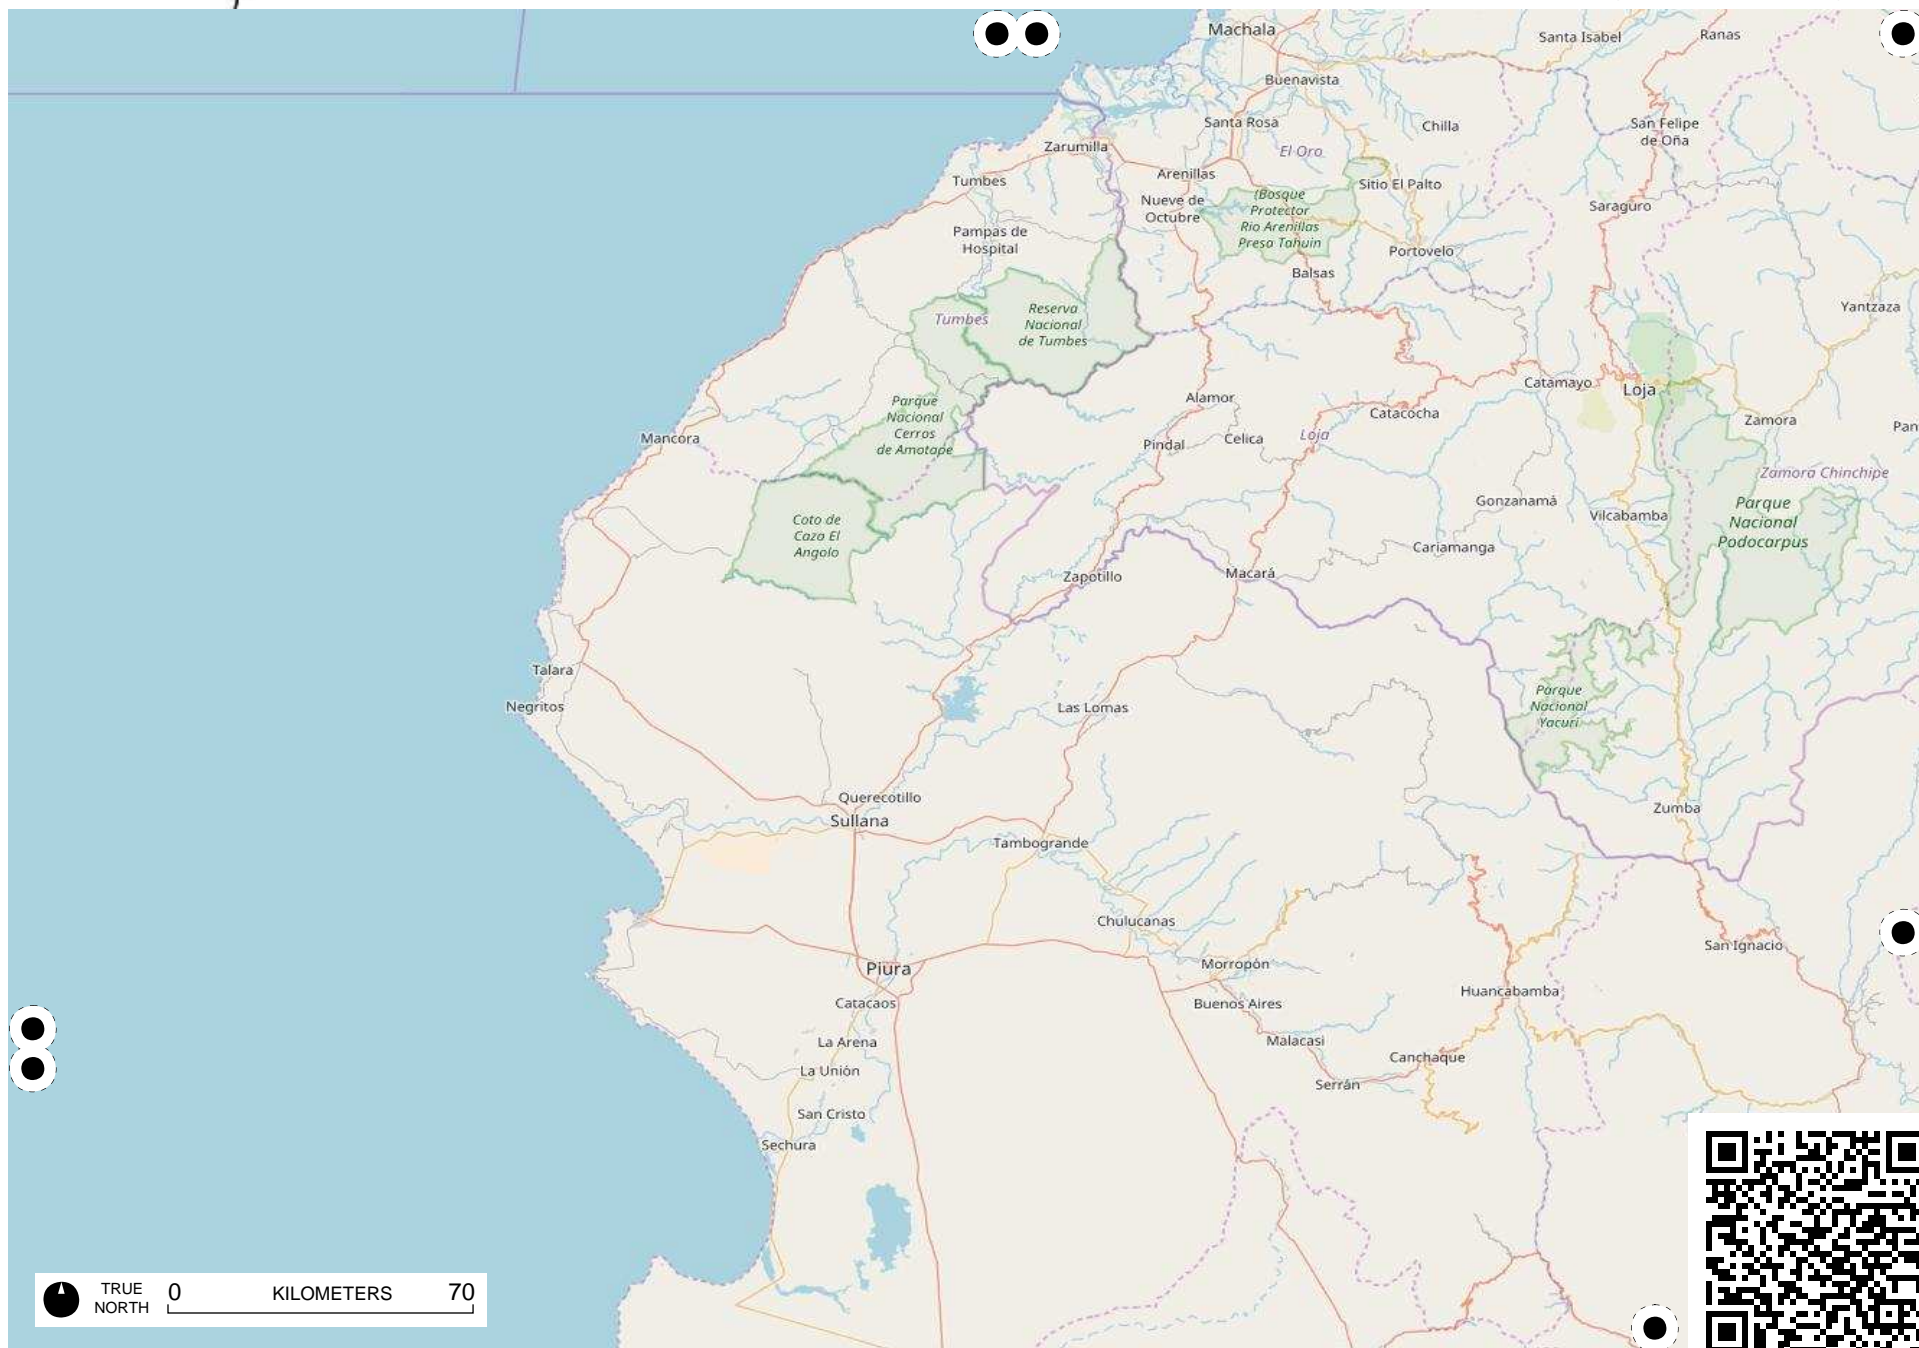 Machala
Santa Isabel
Ranas
Buenavista
Santa Rosa
Chilla
San Felipe
de Oña
Zarumilla
El Oro
Tumbes
Arenillas
Sitio El Palto
Nueve de
Octubre
(Bosque
Protector
Rio Arenillas
Presa Tahuin
Saraguro
Pampas de
Hospital
Portovelo
Balsas
Yantzaza
Reserva
Nacional
de Tumbes
Tumbes
Catamayo
Loja
Alamor
Parque
Nacional
Cerros
de Amotape
Catacocha
Zamora
Pan
Mancora
Pindal
Celica
Loja
Zamora Chinchipe
Gonzanamá
Vilcabamba
Parque
Nacional
Podocarpus
Coto de
Caza El
Angolo
Cariamanga
Zapotillo
Macará
Talara
Negritos
Las Lomas
Parque
Nacional
Yacuri
Querecotillo
Sullana
Zumba
Tambogrande
Chulucanas
San Ignacio
Piura
Morropón
Huancabamba
Catacaos
Buenos Aires
La Arena
Malacasi
Canchaque
La Unión
Serrán
San Cristo
Sechura
TRUE
NORTH
0 KILOMETERS 70